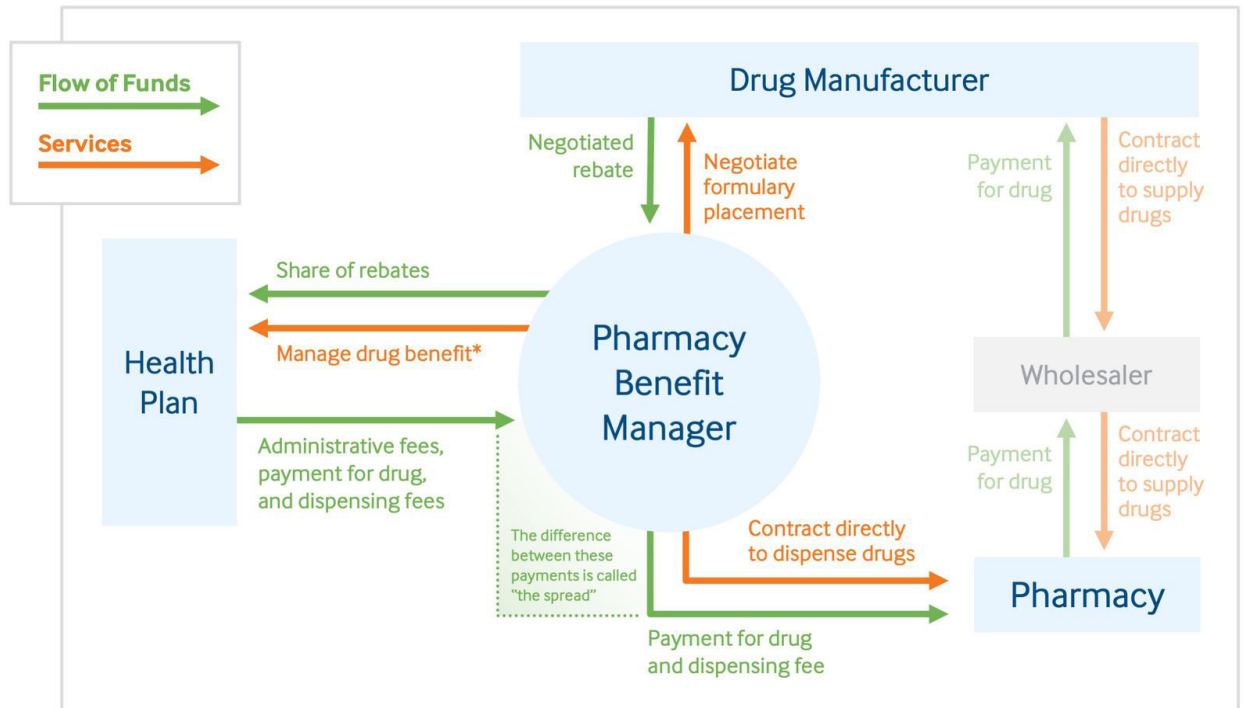 Flow of Funds
Services
Drug Manufacturer
Negotiated
rebate
Negotiate
formulary
placement
Payment
for drug
Contract
directly
to supply
drugs
Share of rebates
Manage drug benefit*
Health
Plan
Pharmacy
Benefit
Manager
Wholesaler
Administrative fees,
payment for drug,
and dispensing fees
Payment
for drug
Contract
directly
to supply
drugs
The difference
between these
payments is called
"the spread"
Contract directly
to dispense drugs
Pharmacy
Payment for drug
and dispensing fee